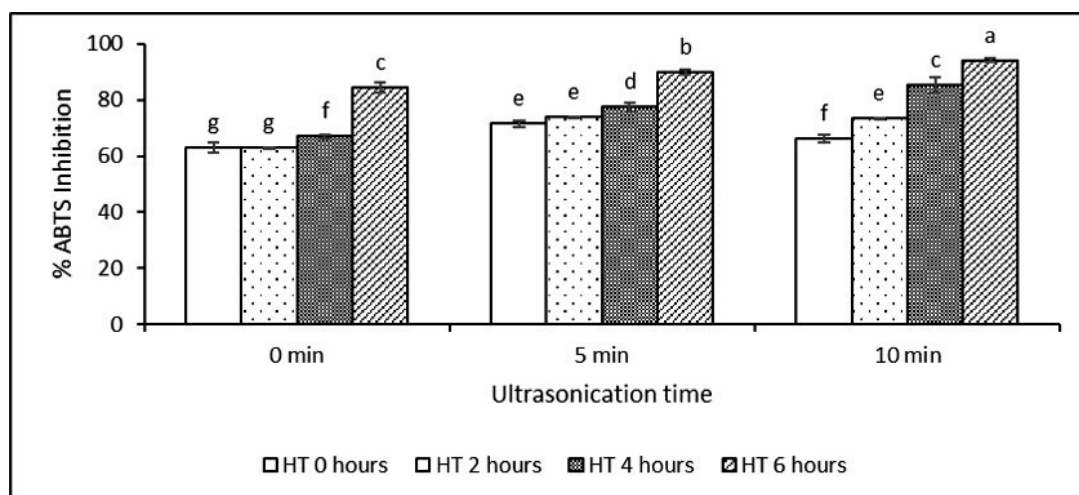 100
80
60
40
20
0
% ABTS Inhibition
g g f c
e e d b
f e c a
0 min 5 min 10 min
Ultrasonication time
HT 0 hours HT 2 hours HT 4 hours HT 6 hours